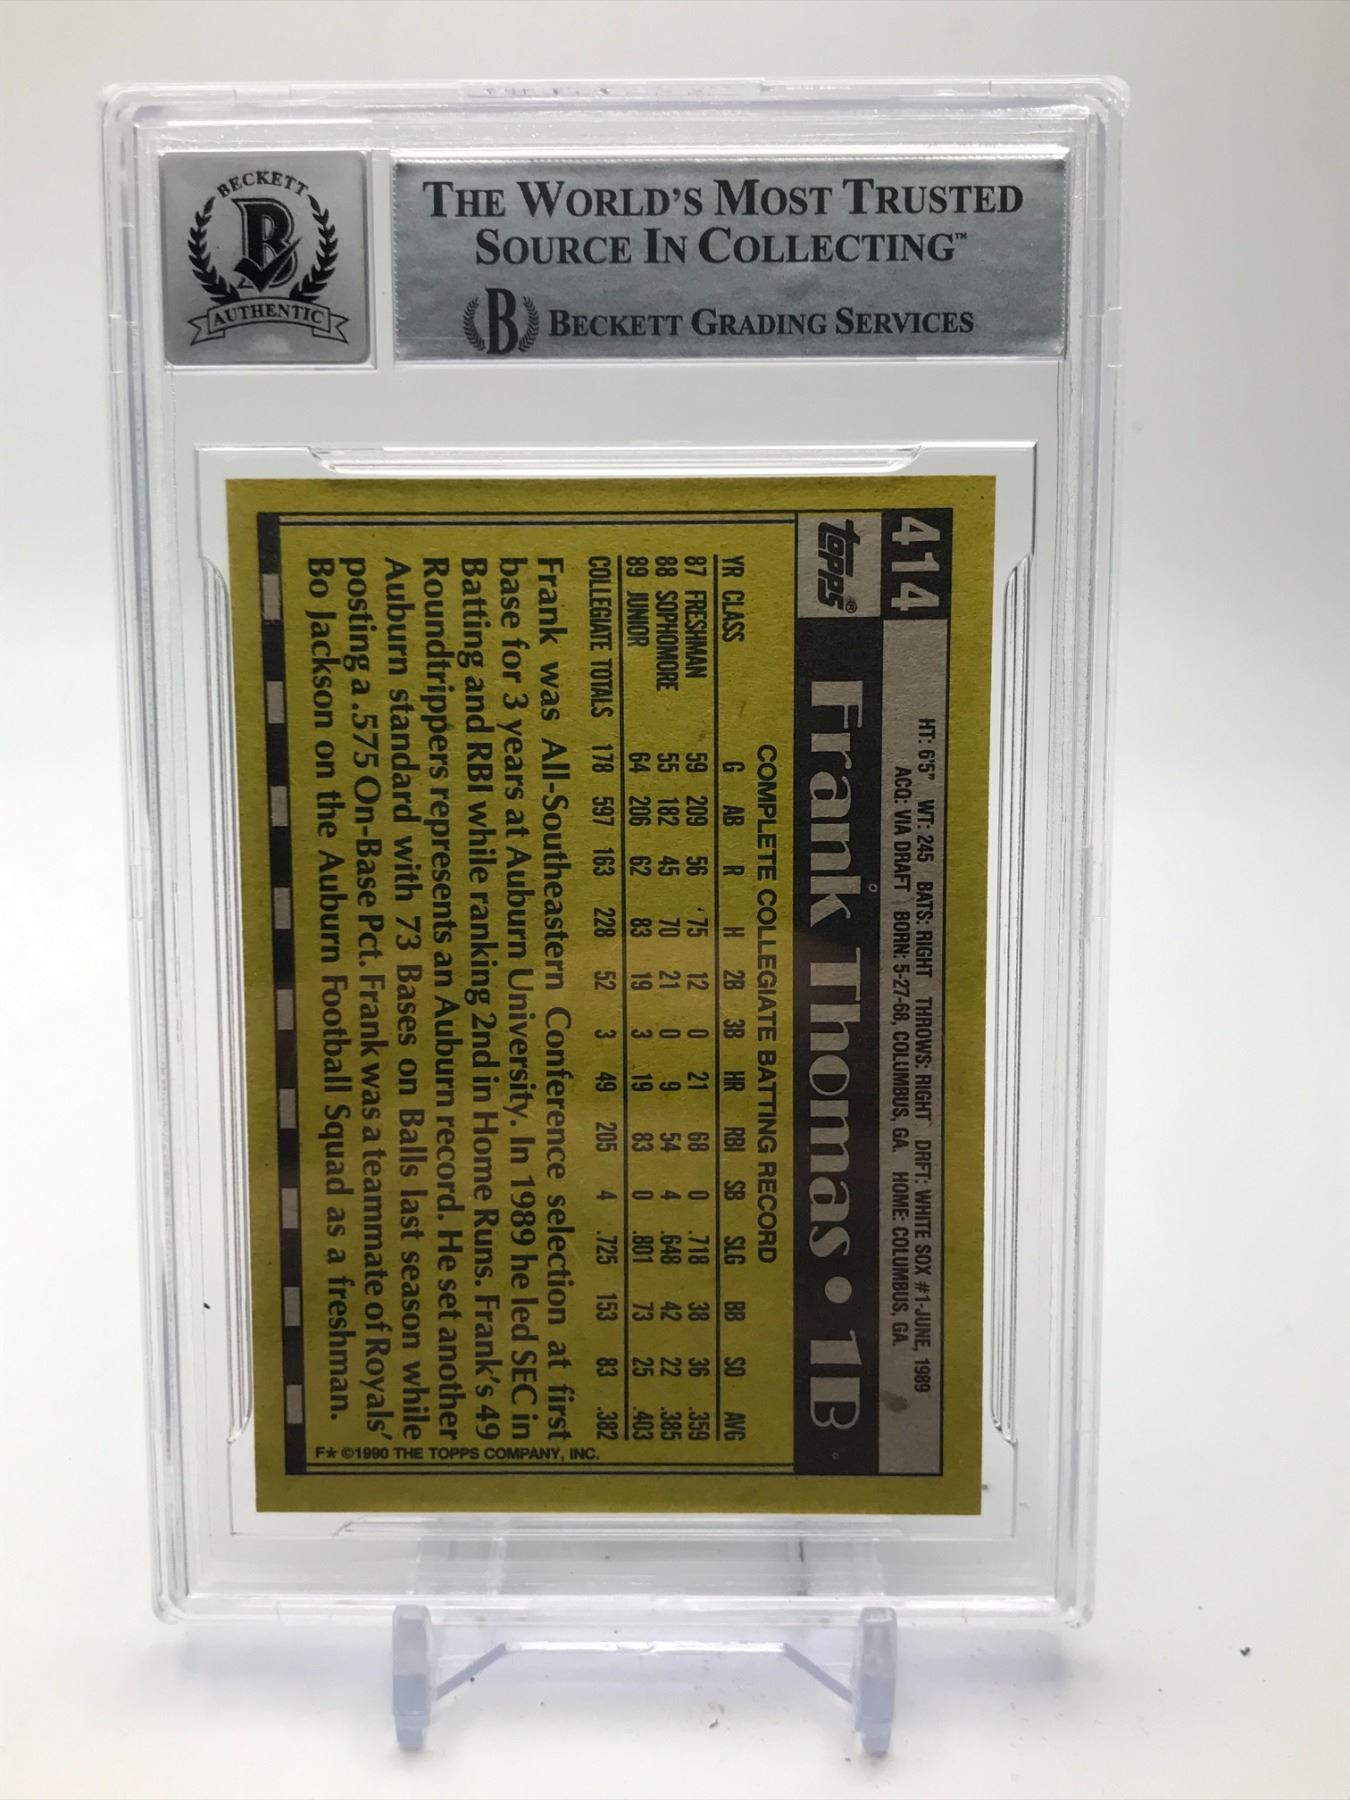 BECKETT
B
AUTHENTIC
THE WORLD'S MOST TRUSTED
SOURCE IN COLLECTING™
B BECKETT GRADING SERVICES
414
HT: 6'5" WT: 245 BATS: RIGHT THROWS: RIGHT DRFT: WHITE SOX #1-JUNE, 1989
ACQ: VIA DRAFT BORN: 5-27-68, COLUMBUS, GA. HOME: COLUMBUS, GA.
topps® Frank Thomas • 1B
COMPLETE COLLEGIATE BATTING RECORD
YR CLASS G AB R H 2B 3B HR RBI SB SLG BB SO AVG
87 FRESHMAN 59 209 56 75 12 0 21 68 0 .718 38 36 .359
88 SOPHOMORE 55 182 45 70 21 0 9 54 4 .648 42 22 .385
89 JUNIOR 64 206 62 83 19 3 19 83 0 .801 73 25 .403
COLLEGIATE TOTALS 178 597 163 228 52 3 49 205 4 .725 153 83 .382
Frank was All-Southeastern Conference selection at first
base for 3 years at Auburn University. In 1989 he led SEC in
Batting and RBI while ranking 2nd in Home Runs. Frank's 49
Roundtrippers represents an Auburn record. He set another
Auburn standard with 73 Bases on Balls last season while
posting a .575 On-Base Pct. Frank was a teammate of Royals'
Bo Jackson on the Auburn Football Squad as a freshman.
F★ ©1990 THE TOPPS COMPANY, INC.